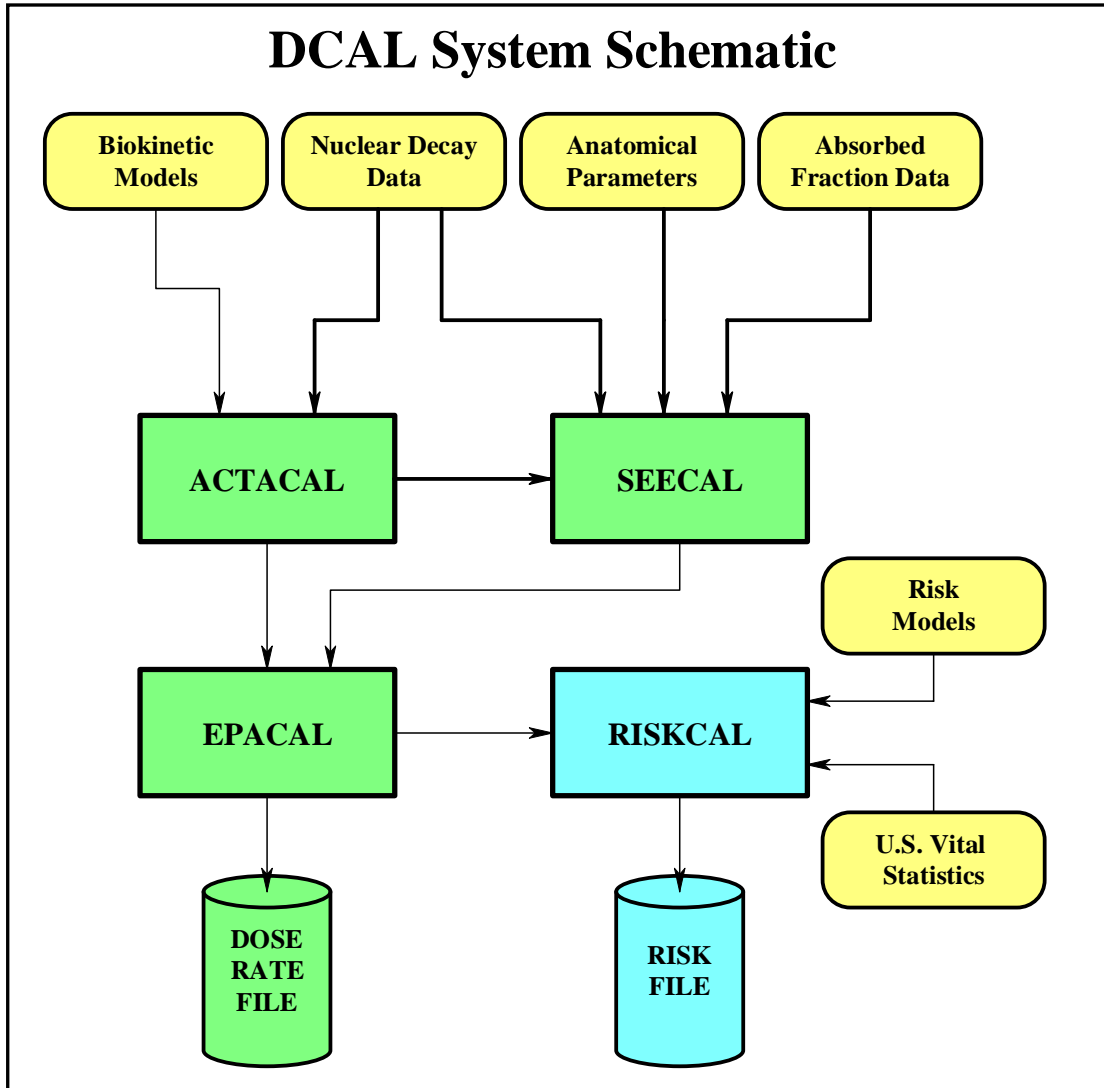 DCAL System Schematic
Biokinetic
Models
Nuclear Decay
Data
Anatomical
Parameters
Absorbed
Fraction Data
ACTACAL
SEECAL
Risk
Models
EPACAL
RISKCAL
U.S. Vital
Statistics
DOSE
RATE
FILE
RISK
FILE